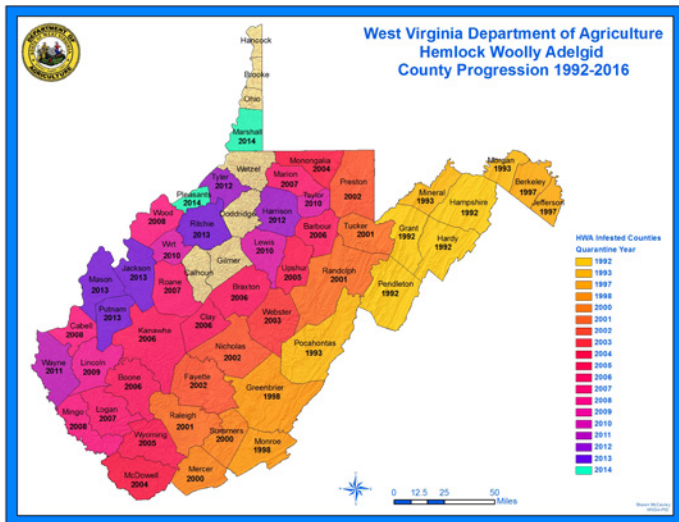 West Virginia Department of Agriculture
Hemlock Woolly Adelgid
County Progression 1992-2016
Hancock
Brooke
Ohio
Marshall
2014
Wetzel
Monongalia
2004
Marion
2007
Preston
2002
Tyler
2012
Pleasants
2014
Taylor
2010
Harrison
2012
Doddridge
Wood
2008
Ritchie
2013
Barbour
2006
Tucker
2001
Mineral
1993
Hampshire
1992
Morgan
1993
Berkeley
1997
Jefferson
1997
Grant
1992
Hardy
1992
Wirt
2010
Lewis
2010
Gilmer
Calhoun
Upshur
2005
Randolph
2001
Pendleton
1992
Jackson
2013
Mason
2013
Roane
2007
Braxton
2006
Webster
2003
Putnam
2013
Clay
2006
Pocahontas
1993
Cabell
2008
Kanawha
2006
Nicholas
2002
Wayne
2011
Lincoln
2009
Boone
2006
Fayette
2002
Greenbrier
1998
Mingo
2008
Logan
2007
Raleigh
2001
Summers
2000
Monroe
1998
Wyoming
2005
McDowell
2004
Mercer
2000
HWA Infested Counties
Quarantine Year
1992
1993
1997
1998
2000
2001
2002
2003
2004
2005
2006
2007
2008
2009
2010
2011
2012
2013
2014
0 12.5 25 50
Miles